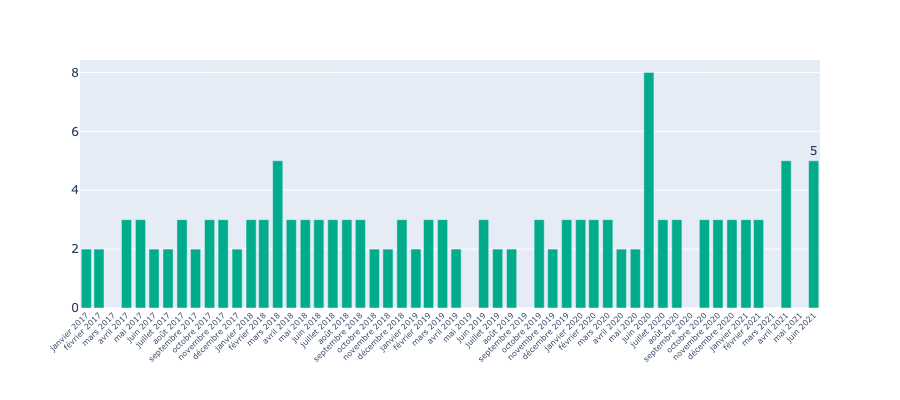 8
6
4
2
0
5
janvier 2017
février 2017
mars 2017
avril 2017
mai 2017
juin 2017
juillet 2017
août 2017
septembre 2017
octobre 2017
novembre 2017
décembre 2017
janvier 2018
février 2018
mars 2018
avril 2018
mai 2018
juin 2018
juillet 2018
août 2018
septembre 2018
octobre 2018
novembre 2018
décembre 2018
janvier 2019
février 2019
mars 2019
avril 2019
mai 2019
juin 2019
juillet 2019
août 2019
septembre 2019
octobre 2019
novembre 2019
décembre 2019
janvier 2020
février 2020
mars 2020
avril 2020
mai 2020
juin 2020
juillet 2020
août 2020
septembre 2020
octobre 2020
novembre 2020
décembre 2020
janvier 2021
février 2021
mars 2021
avril 2021
mai 2021
juin 2021